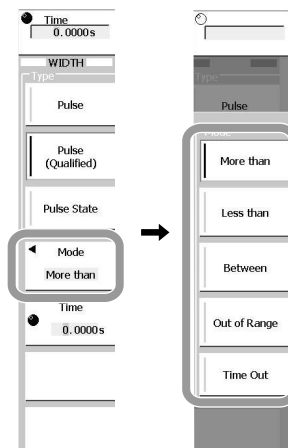 Time
0.0000s
WIDTH
Type
Pulse
Pulse
(Qualified)
Pulse State
Mode
More than
Time
0.0000s
Type
Pulse
Mode
More than
Less than
Between
Out of Range
Time Out